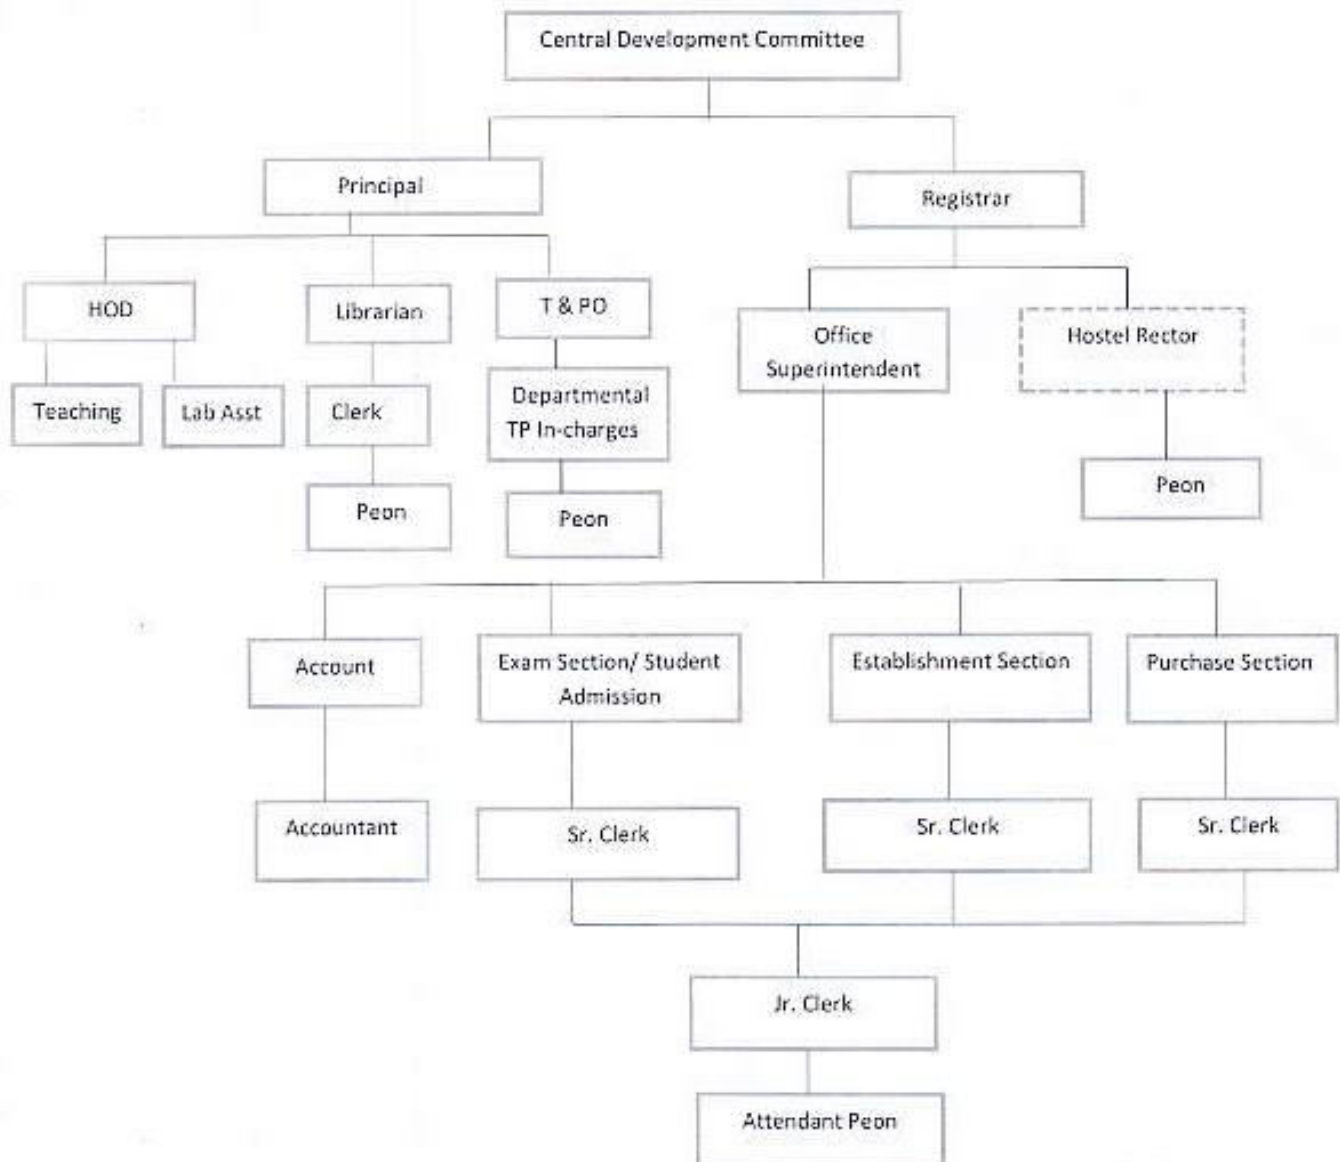 Central Development Committee
Principal
Registrar
HOD
Librarian
T & PO
Office
Superintendent
Hostel Rector
Teaching
Lab Asst
Clerk
Departmental
TP In-charges
Peon
Peon
Peon
Account
Exam Section/ Student
Admission
Establishment Section
Purchase Section
Accountant
Sr. Clerk
Sr. Clerk
Sr. Clerk
Jr. Clerk
Attendant Peon